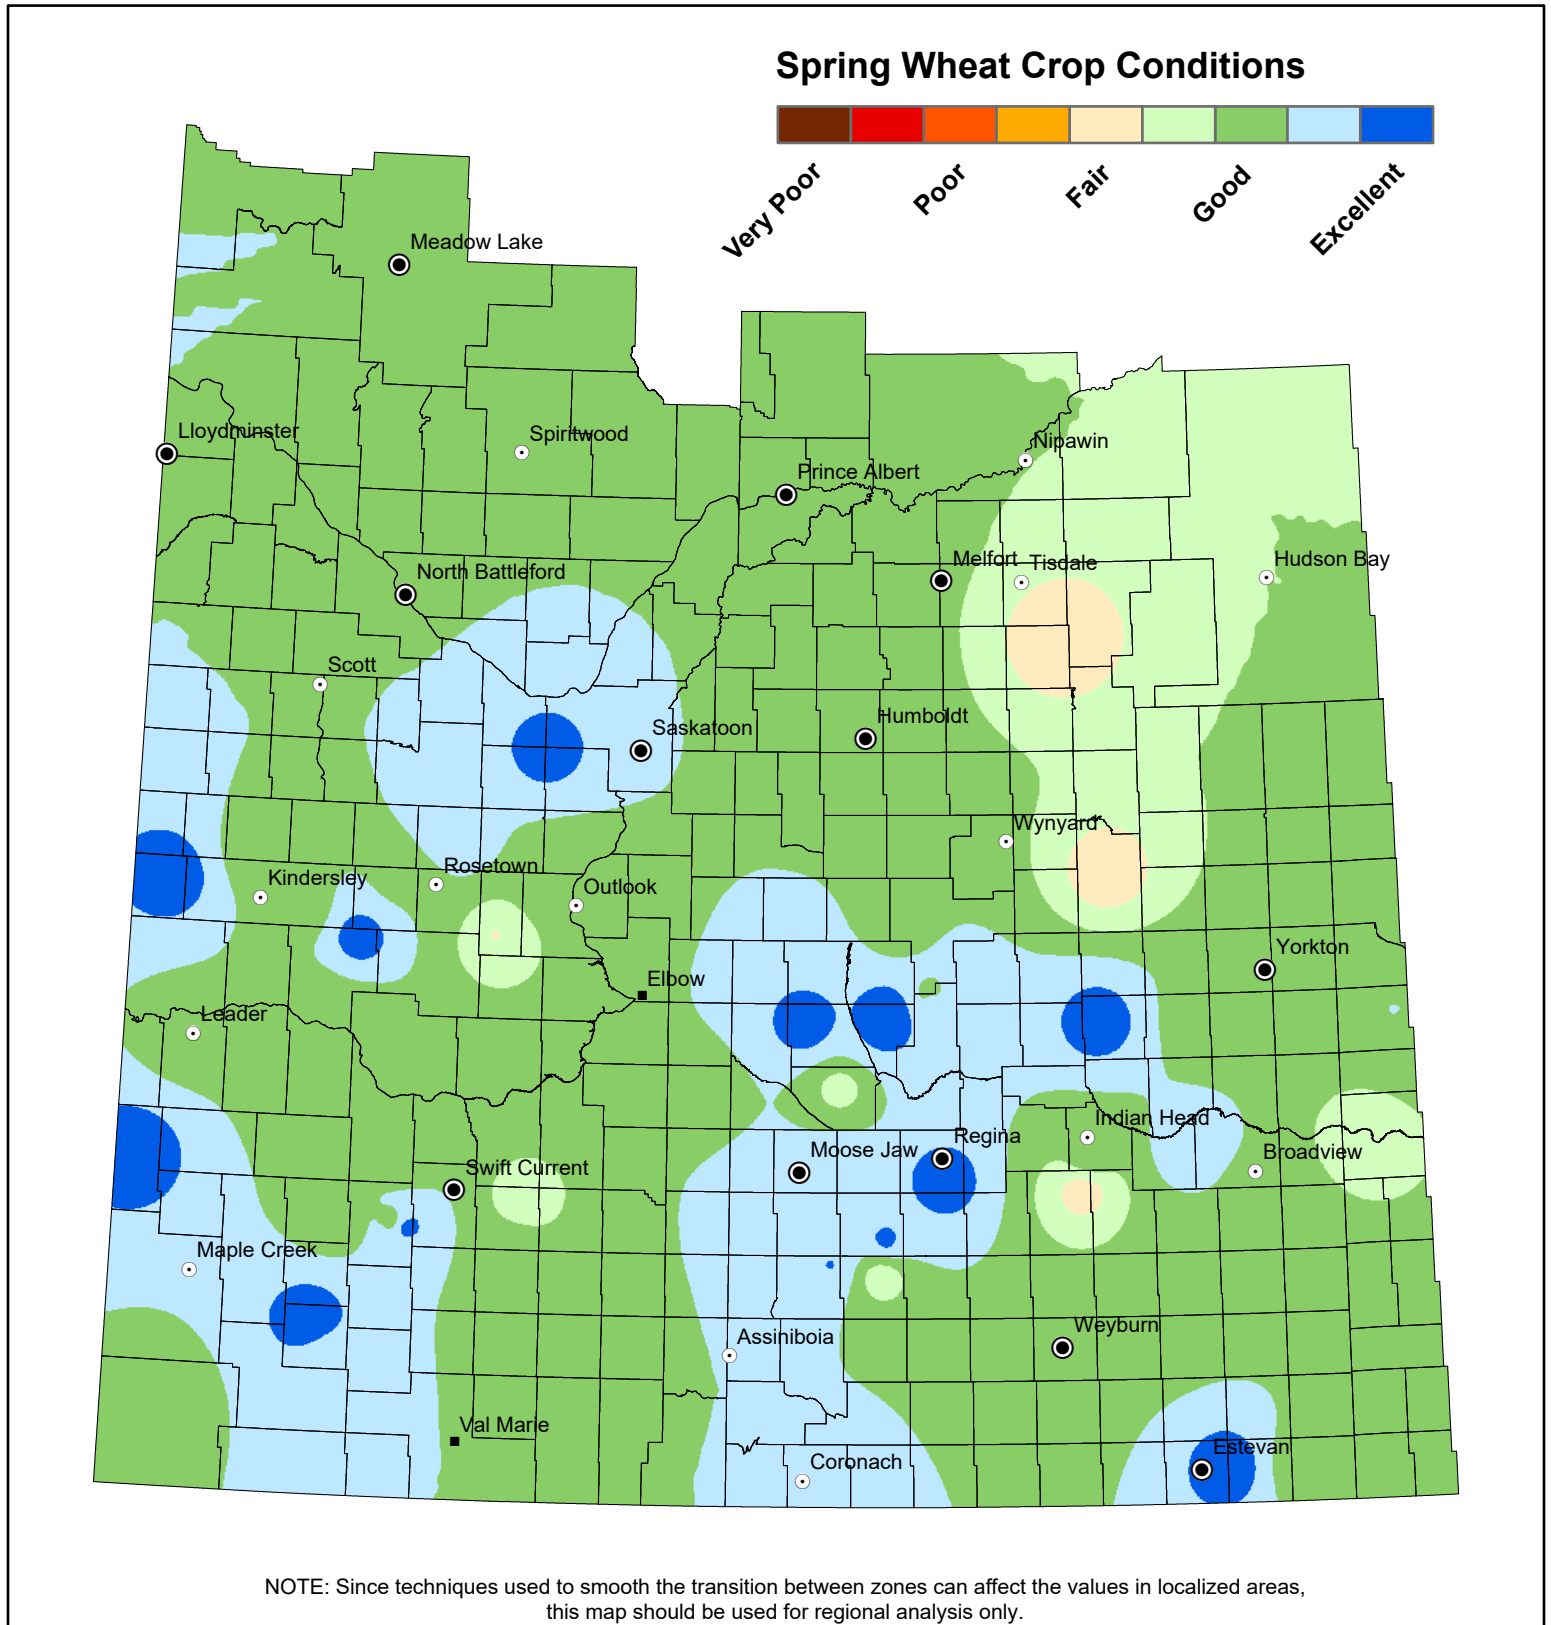 Spring Wheat Crop Conditions
Very Poor
Poor
Fair
Good
Excellent
Meadow Lake
Lloydminster
Spiritwood
Nipawin
Prince Albert
North Battleford
Melfort
Tisdale
Hudson Bay
Scott
Saskatoon
Humboldt
Wynyard
Kindersley
Rosetown
Outlook
Yorkton
Elbow
Leader
Indian Head
Moose Jaw
Regina
Broadview
Swift Current
Maple Creek
Assiniboia
Weyburn
Val Marie
Estevan
Coronach
NOTE: Since techniques used to smooth the transition between zones can affect the values in localized areas,
this map should be used for regional analysis only.